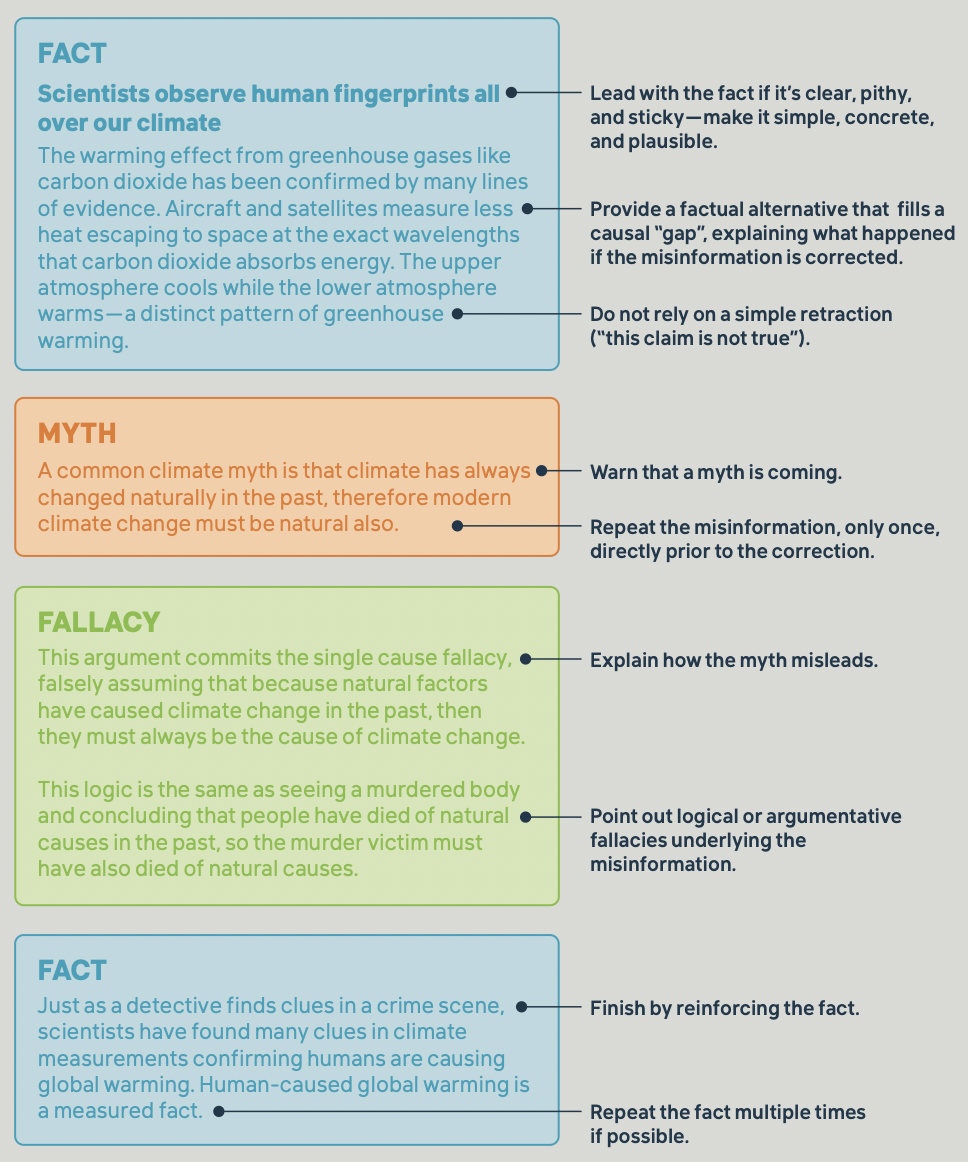 FACT
Scientists observe human fingerprints all
over our climate
The warming effect from greenhouse gases like
carbon dioxide has been confirmed by many lines
of evidence. Aircraft and satellites measure less
heat escaping to space at the exact wavelengths
that carbon dioxide absorbs energy. The upper
atmosphere cools while the lower atmosphere
warms—a distinct pattern of greenhouse
warming.
Lead with the fact if it's clear, pithy,
and sticky—make it simple, concrete,
and plausible.
Provide a factual alternative that fills a
causal “gap”, explaining what happened
if the misinformation is corrected.
Do not rely on a simple retraction
(“this claim is not true”).
MYTH
A common climate myth is that climate has always
changed naturally in the past, therefore modern
climate change must be natural also.
Warn that a myth is coming.
Repeat the misinformation, only once,
directly prior to the correction.
FALLACY
This argument commits the single cause fallacy,
falsely assuming that because natural factors
have caused climate change in the past, then
they must always be the cause of climate change.
This logic is the same as seeing a murdered body
and concluding that people have died of natural
causes in the past, so the murder victim must
have also died of natural causes.
Explain how the myth misleads.
Point out logical or argumentative
fallacies underlying the
misinformation.
FACT
Just as a detective finds clues in a crime scene,
scientists have found many clues in climate
measurements confirming humans are causing
global warming. Human-caused global warming is
a measured fact.
Finish by reinforcing the fact.
Repeat the fact multiple times
if possible.